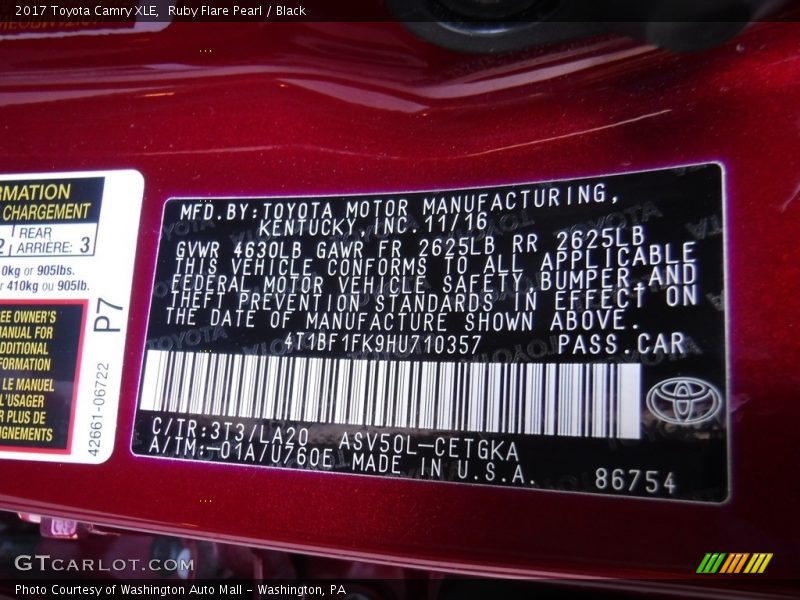 2017 Toyota Camry XLE,  Ruby Flare Pearl / Black
RMATION
CHARGEMENT
REAR
ARRIÈRE: 3
0kg or 905lbs.
r 410kg ou 905lb.
EE OWNER'S
MANUAL FOR
DDITIONAL
FORMATION
LE MANUEL
L'USAGER
R PLUS DE
IGNEMENTS
P7
42661-06722
MFD.BY:TOYOTA MOTOR MANUFACTURING,
KENTUCKY,INC.11/16
GVWR 4630LB GAWR FR 2625LB RR 2625LB
THIS VEHICLE CONFORMS TO ALL APPLICABLE
FEDERAL MOTOR VEHICLE SAFETY,BUMPER,AND
THEFT PREVENTION STANDARDS IN EFFECT ON
THE DATE OF MANUFACTURE SHOWN ABOVE.
4T1BF1FK9HU710357 PASS.CAR
C/TR:3T3/LA20 ASV50L-CETGKA
A/TM:-01A/U760E MADE IN U.S.A.
86754
GTCARLOT.COM
Photo Courtesy of Washington Auto Mall - Washington, PA